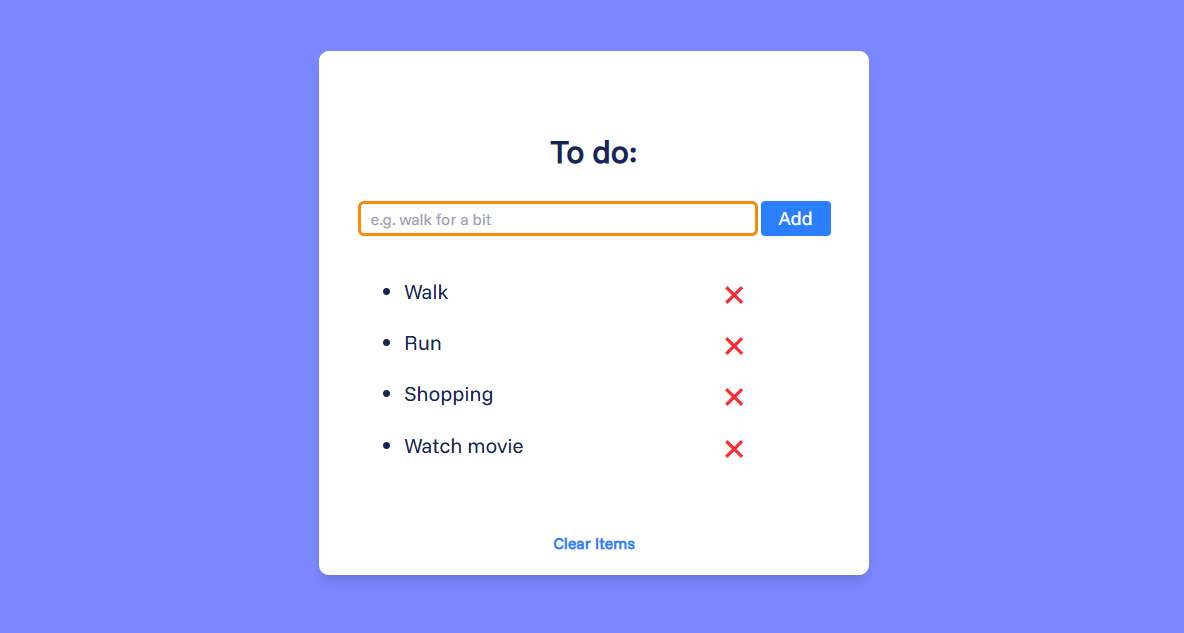 To do:
e.g. walk for a bit
Add
Walk
Run
Shopping
Watch movie
Clear Items